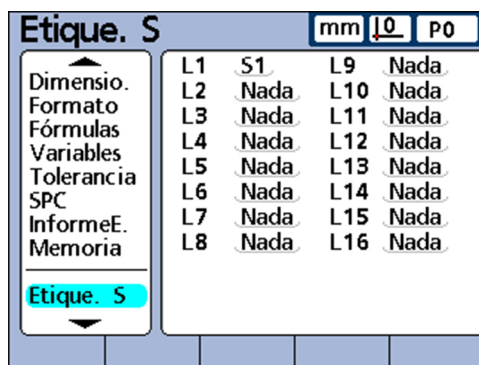 Etique. S mm 0 P0
Dimensio.
Formato
Fórmulas
Variables
Tolerancia
SPC
InformeE.
Memoria
Etique. S
L1 S1 L9 Nada
L2 Nada L10 Nada
L3 Nada L11 Nada
L4 Nada L12 Nada
L5 Nada L13 Nada
L6 Nada L14 Nada
L7 Nada L15 Nada
L8 Nada L16 Nada